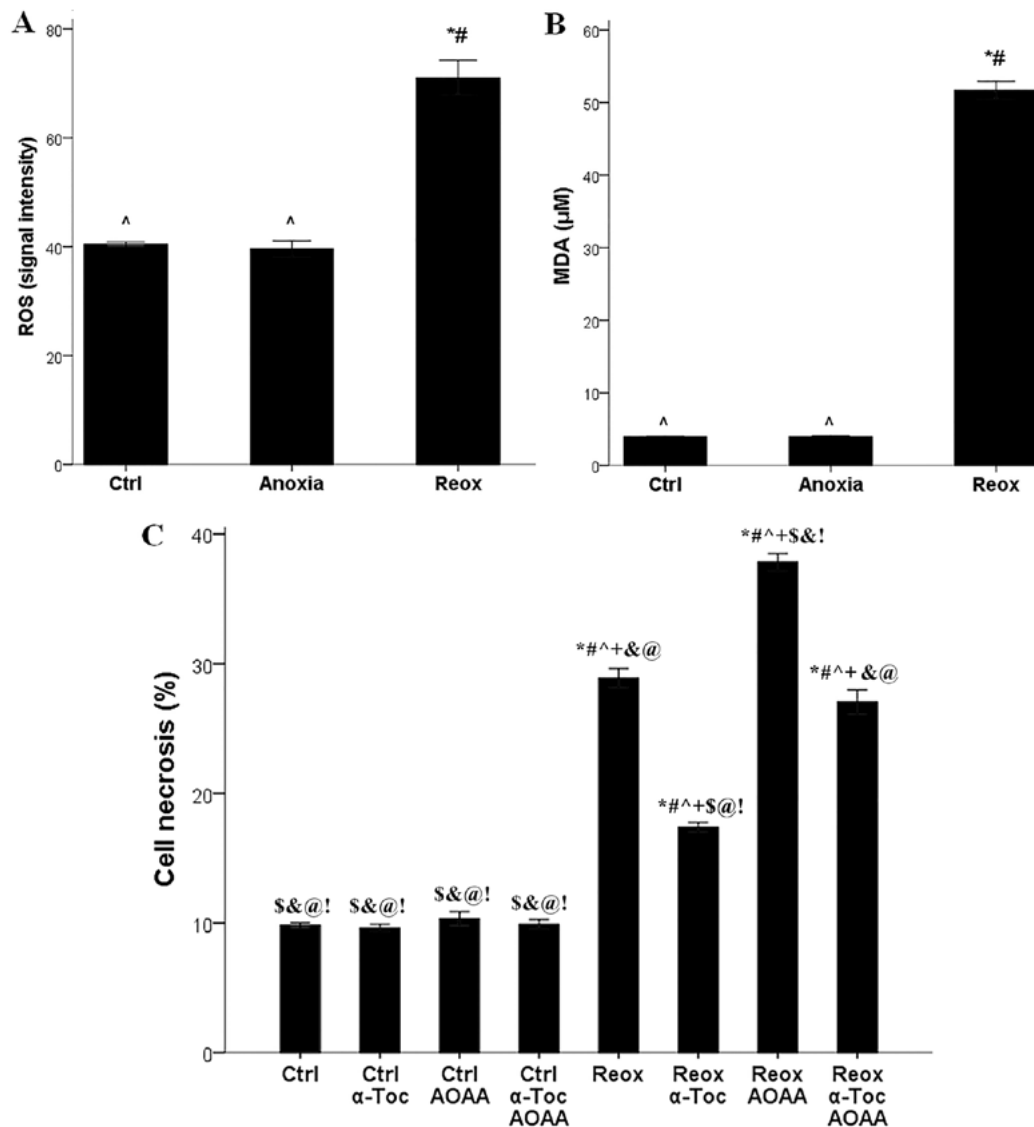 A
ROS (signal intensity)
80
60
40
20
0
^
^
*#
Ctrl
Anoxia
Reox
B
MDA (µM)
60
50
40
30
20
10
0
^
^
*#
Ctrl
Anoxia
Reox
C
Cell necrosis (%)
40
30
20
10
0
$&@!
$&@!
$&@!
$&@!
*#^+&@
*#^+$@!
*#^+$&!
*#^+ &@
Ctrl
Ctrl
α-Toc
Ctrl
AOAA
Ctrl
α-Toc
AOAA
Reox
Reox
α-Toc
Reox
AOAA
Reox
α-Toc
AOAA